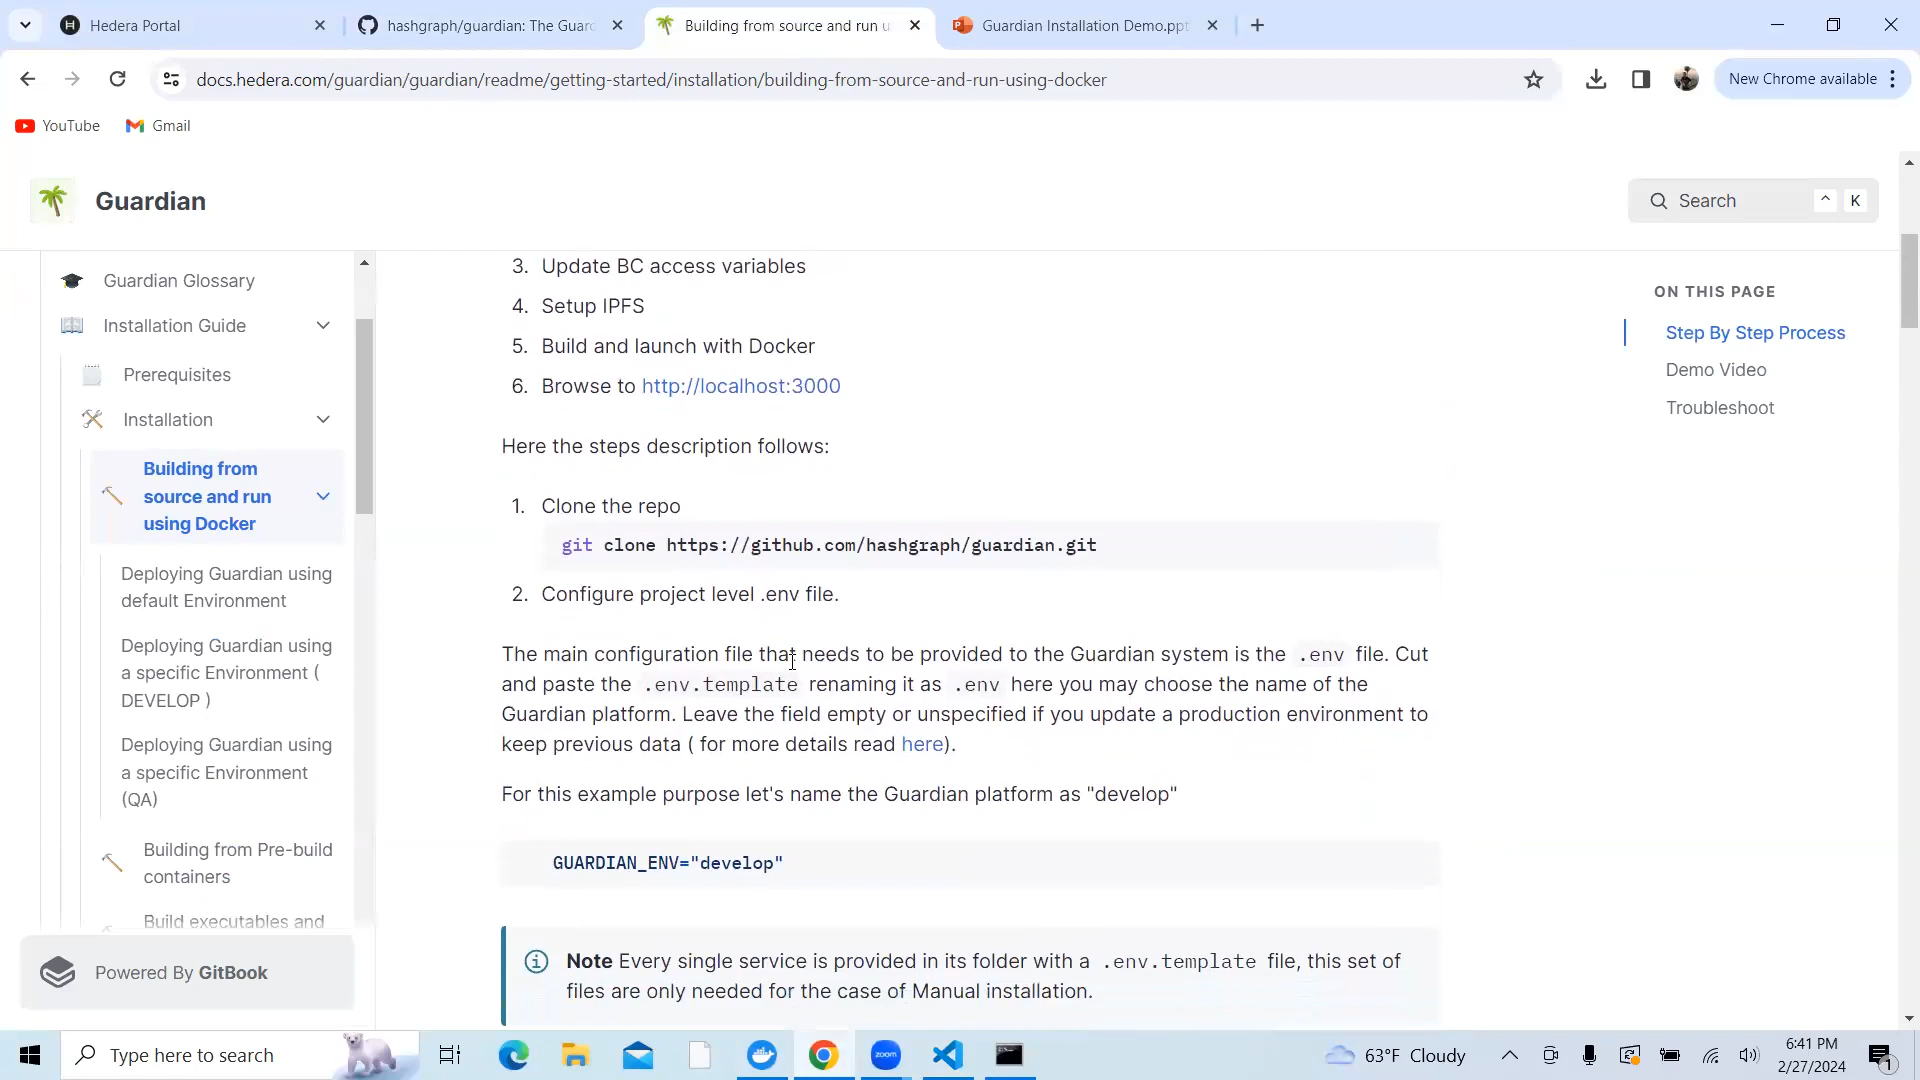 Hedera Portal
hashgraph/guardian: The Guar
Building from source and run u
Guardian Installation Demo.ppt
docs.hedera.com/guardian/guardian/readme/getting-started/installation/building-from-source-and-run-using-docker
New Chrome available
YouTube
Gmail
Guardian
Search
^
K
Guardian Glossary
Installation Guide
Prerequisites
Installation
Building from
source and run
using Docker
Deploying Guardian using
default Environment
Deploying Guardian using
a specific Environment (
DEVELOP )
Deploying Guardian using
a specific Environment
(QA)
Building from Pre-build
containers
Build executables and
Powered By GitBook
3. Update BC access variables
4. Setup IPFS
5. Build and launch with Docker
6. Browse to http://localhost:3000
Here the steps description follows:
1. Clone the repo
git clone https://github.com/hashgraph/guardian.git
2. Configure project level .env file.
The main configuration file that needs to be provided to the Guardian system is the .env file. Cut
and paste the .env.template renaming it as .env here you may choose the name of the
Guardian platform. Leave the field empty or unspecified if you update a production environment to
keep previous data ( for more details read here).
For this example purpose let's name the Guardian platform as "develop"
GUARDIAN_ENV="develop"
Note Every single service is provided in its folder with a .env.template file, this set of
files are only needed for the case of Manual installation.
ON THIS PAGE
Step By Step Process
Demo Video
Troubleshoot
Type here to search
zoom
63°F Cloudy
6:41 PM
2/27/2024
1